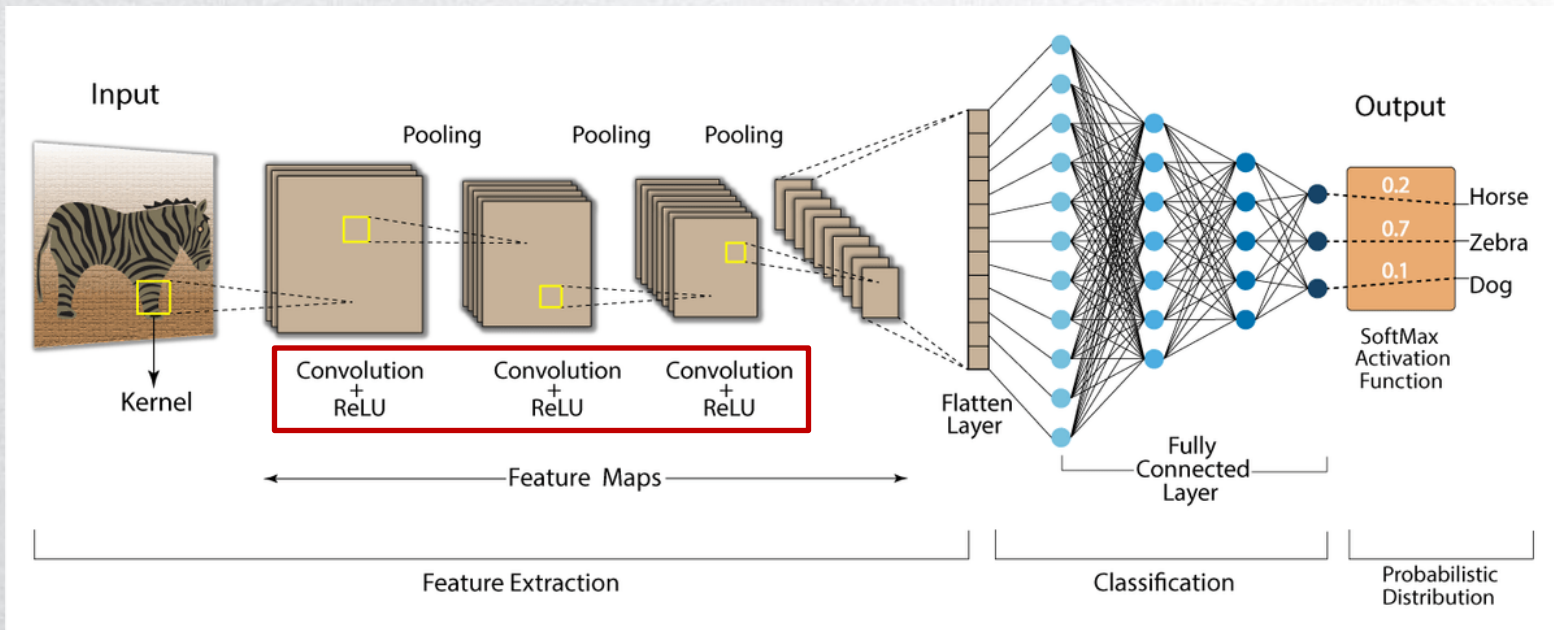 Input
Pooling
Pooling
Pooling
Output
0.2
Horse
0.7
Zebra
0.1
Dog
SoftMax
Activation
Function
Kernel
Convolution
+
ReLU
Convolution
+
ReLU
Convolution
+
ReLU
Flatten
Layer
Fully
Connected
Layer
Feature Maps
Feature Extraction
Classification
Probabilistic
Distribution